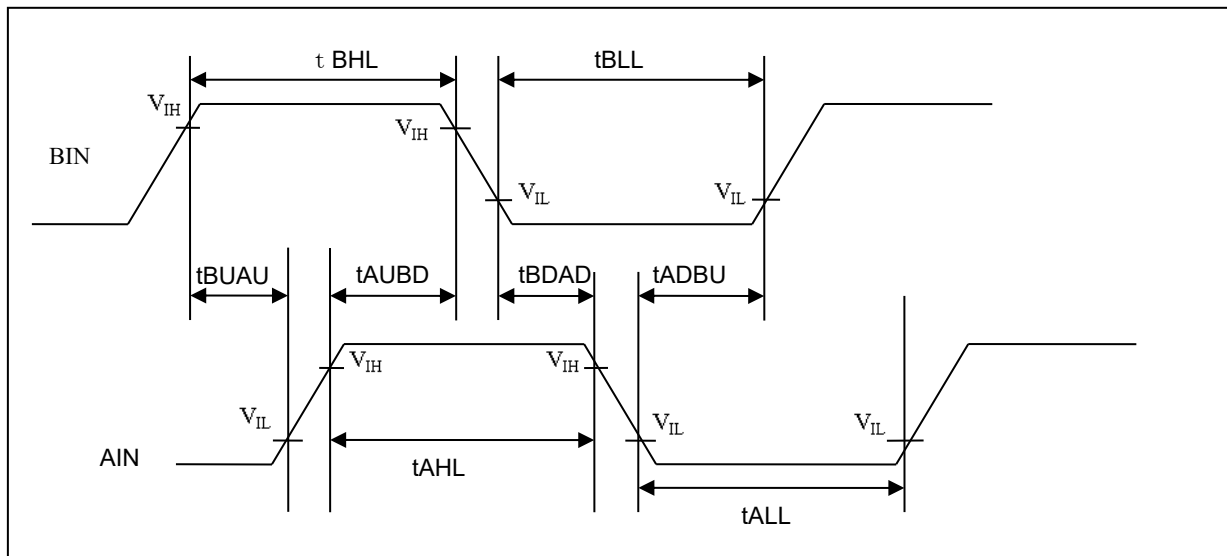 t BHL
tBLL
VIH
VIH
BIN
VIL
VIL
tBUAU
tAUBD
tBDAD
tADBU
VIH
VIH
VIL
VIL
VIL
AIN
tAHL
tALL